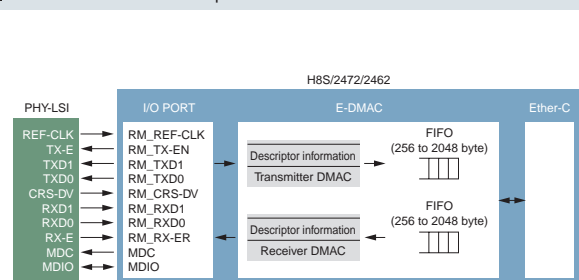 H8S/2472/2462
PHY-LSI
I/O PORT
E-DMAC
Ether-C
REF-CLK
TX-E
TXD1
TXD0
CRS-DV
RXD1
RXD0
RX-E
MDC
MDIO
RM_REF-CLK
RM_TX-EN
RM_TXD1
RM_TXD0
RM_CRS-DV
RM_RXD1
RM_RXD0
RM_RX-ER
MDC
MDIO
Descriptor information
Transmitter DMAC
FIFO
(256 to 2048 byte)
Descriptor information
Receiver DMAC
FIFO
(256 to 2048 byte)